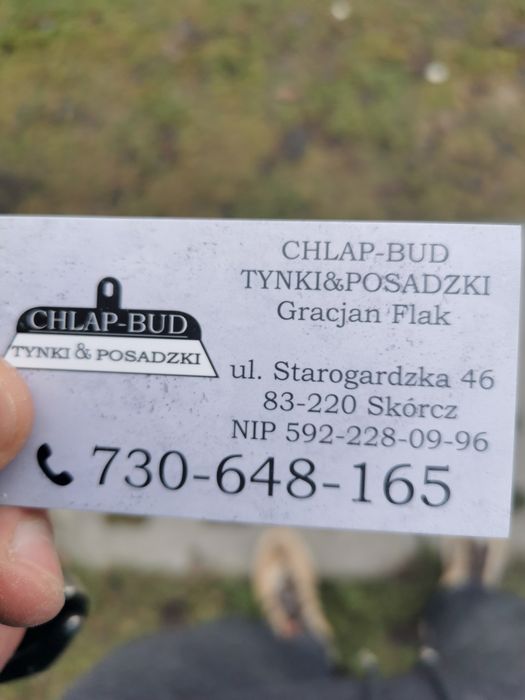 CHLAP-BUD
TYNKI & POSADZKI
CHLAP-BUD
TYNKI&POSADZKI
Gracjan Flak
ul. Starogardzka 46
83-220 Skórcz
NIP 592-228-09-96
730-648-165